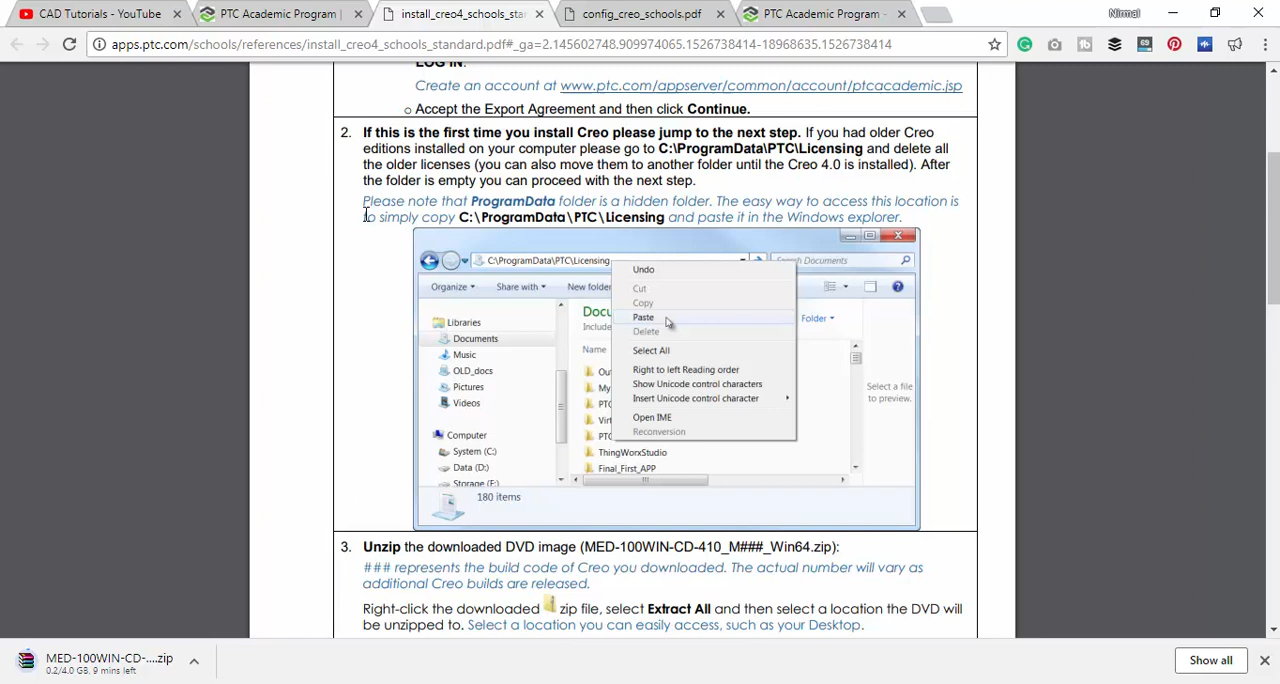 CAD Tutorials - YouTube
PTC Academic Program |
install_creo4_schools_sta
config_creo_schools.pdf
PTC Academic Program -
Nirmal
apps.ptc.com/schools/references/install_creo4_schools_standard.pdf#_ga=2.145602748.909974065.1526738414-18968635.1526738414
LOG IN.
Create an account at www.ptc.com/appserver/common/account/ptcacademic.jsp
o Accept the Export Agreement and then click Continue.
2. If this is the first time you install Creo please jump to the next step. If you had older Creo
editions installed on your computer please go to C:\ProgramData\PTC\Licensing and delete all
the older licenses (you can also move them to another folder until the Creo 4.0 is installed). After
the folder is empty you can proceed with the next step.
Please note that ProgramData folder is a hidden folder. The easy way to access this location is
to simply copy C:\ProgramData\PTC\Licensing and paste it in the Windows explorer.
C:\ProgramData\PTC\Licensing
Search Documents
Organize
Share with
New folder
Libraries
Documents
Music
OLD_docs
Pictures
Videos
Computer
System (C:)
Data (D:)
Storage (E:)
Docu
Include
Folder
Name
Out
My
PTC
Virt
PTC
ThingWorxStudio
Final_First_APP
Undo
Cut
Copy
Paste
Delete
Select All
Right to left Reading order
Show Unicode control characters
Insert Unicode control character
Open IME
Reconversion
Select a file
to preview.
180 items
3. Unzip the downloaded DVD image (MED-100WIN-CD-410_M###_Win64.zip):
### represents the build code of Creo you downloaded. The actual number will vary as
additional Creo builds are released.
Right-click the downloaded zip file, select Extract All and then select a location the DVD will
be unzipped to. Select a location you can easily access, such as your Desktop.
MED-100WIN-CD-....zip
0.2/4.0 GB, 9 mins left
Show all